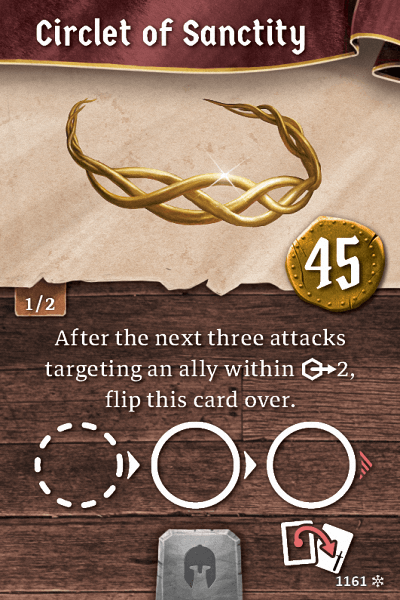 Circlet of Sanctity
45
1/2
After the next three attacks
targeting an ally within 2,
flip this card over.
1161